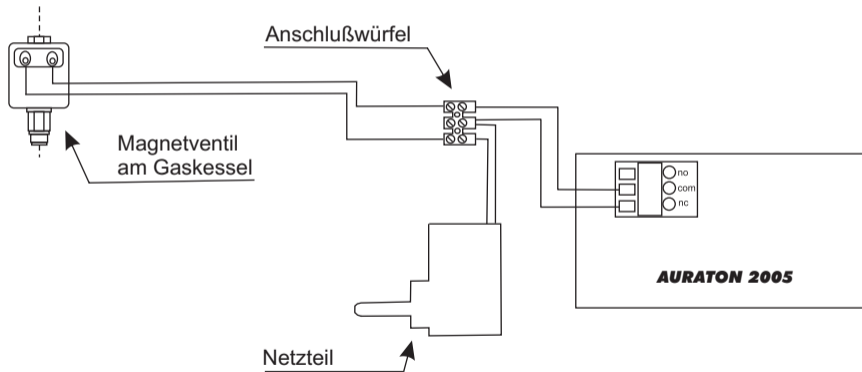 Anschlußwürfel
Magnetventil
am Gaskessel
no
com
nc
AURATON 2005
Netzteil